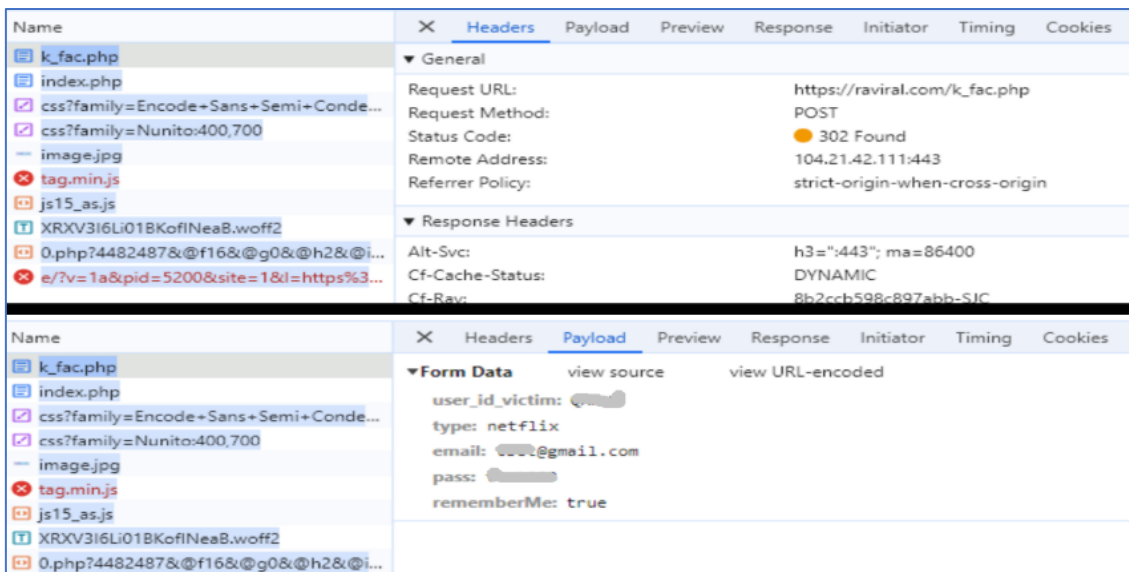 Name
k_fac.php
index.php
css?family=Encode+Sans+Semi+Conde...
css?family=Nunito:400,700
image.jpg
tag.min.js
js15_as.js
XRXV3I6Li01BKofINeaB.woff2
0.php?4482487&@f16&@g0&@h2&@i...
e/?v=1a&pid=5200&site=1&l=https%3...
Headers Payload Preview Response Initiator Timing Cookies
General
Request URL: https://raviral.com/k_fac.php
Request Method: POST
Status Code: 302 Found
Remote Address: 104.21.42.111:443
Referrer Policy: strict-origin-when-cross-origin
Response Headers
Alt-Svc: h3=":443"; ma=86400
Cf-Cache-Status: DYNAMIC
Cf-Ray: 8b2ccb598c897abb-SJC
Name
k_fac.php
index.php
css?family=Encode+Sans+Semi+Conde...
css?family=Nunito:400,700
image.jpg
tag.min.js
js15_as.js
XRXV3I6Li01BKofINeaB.woff2
0.php?4482487&@f16&@g0&@h2&@i...
Headers Payload Preview Response Initiator Timing Cookies
Form Data view source view URL-encoded
user_id_victim:
type: netflix
email: @gmail.com
pass:
rememberMe: true